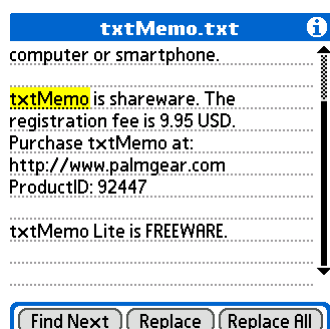 txtMemo.txt
computer or smartphone.
txtMemo is shareware. The
registration fee is 9.95 USD.
Purchase txtMemo at:
http://www.palmgear.com
ProductID: 92447
txtMemo Lite is FREEWARE.
Find Next Replace Replace All